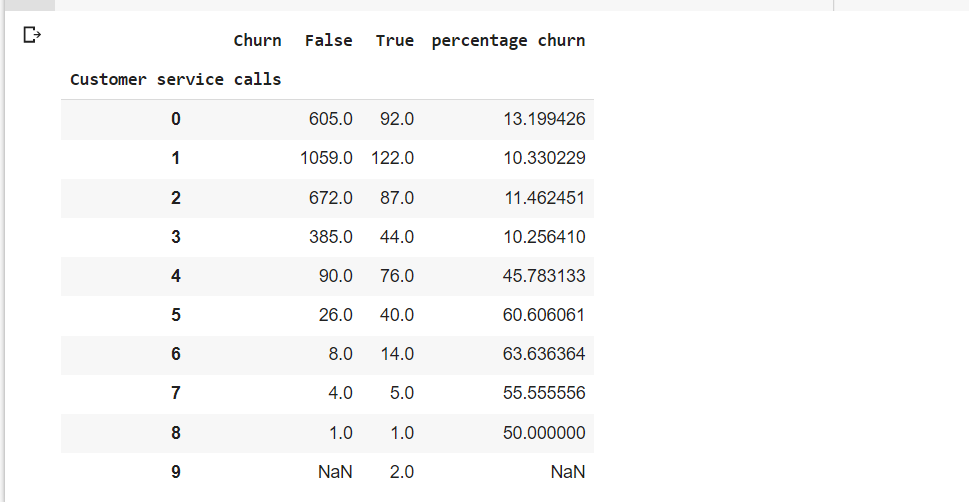 Churn False True percentage churn
Customer service calls
0 605.0 92.0 13.199426
1 1059.0 122.0 10.330229
2 672.0 87.0 11.462451
3 385.0 44.0 10.256410
4 90.0 76.0 45.783133
5 26.0 40.0 60.606061
6 8.0 14.0 63.636364
7 4.0 5.0 55.555556
8 1.0 1.0 50.000000
9 NaN 2.0 NaN